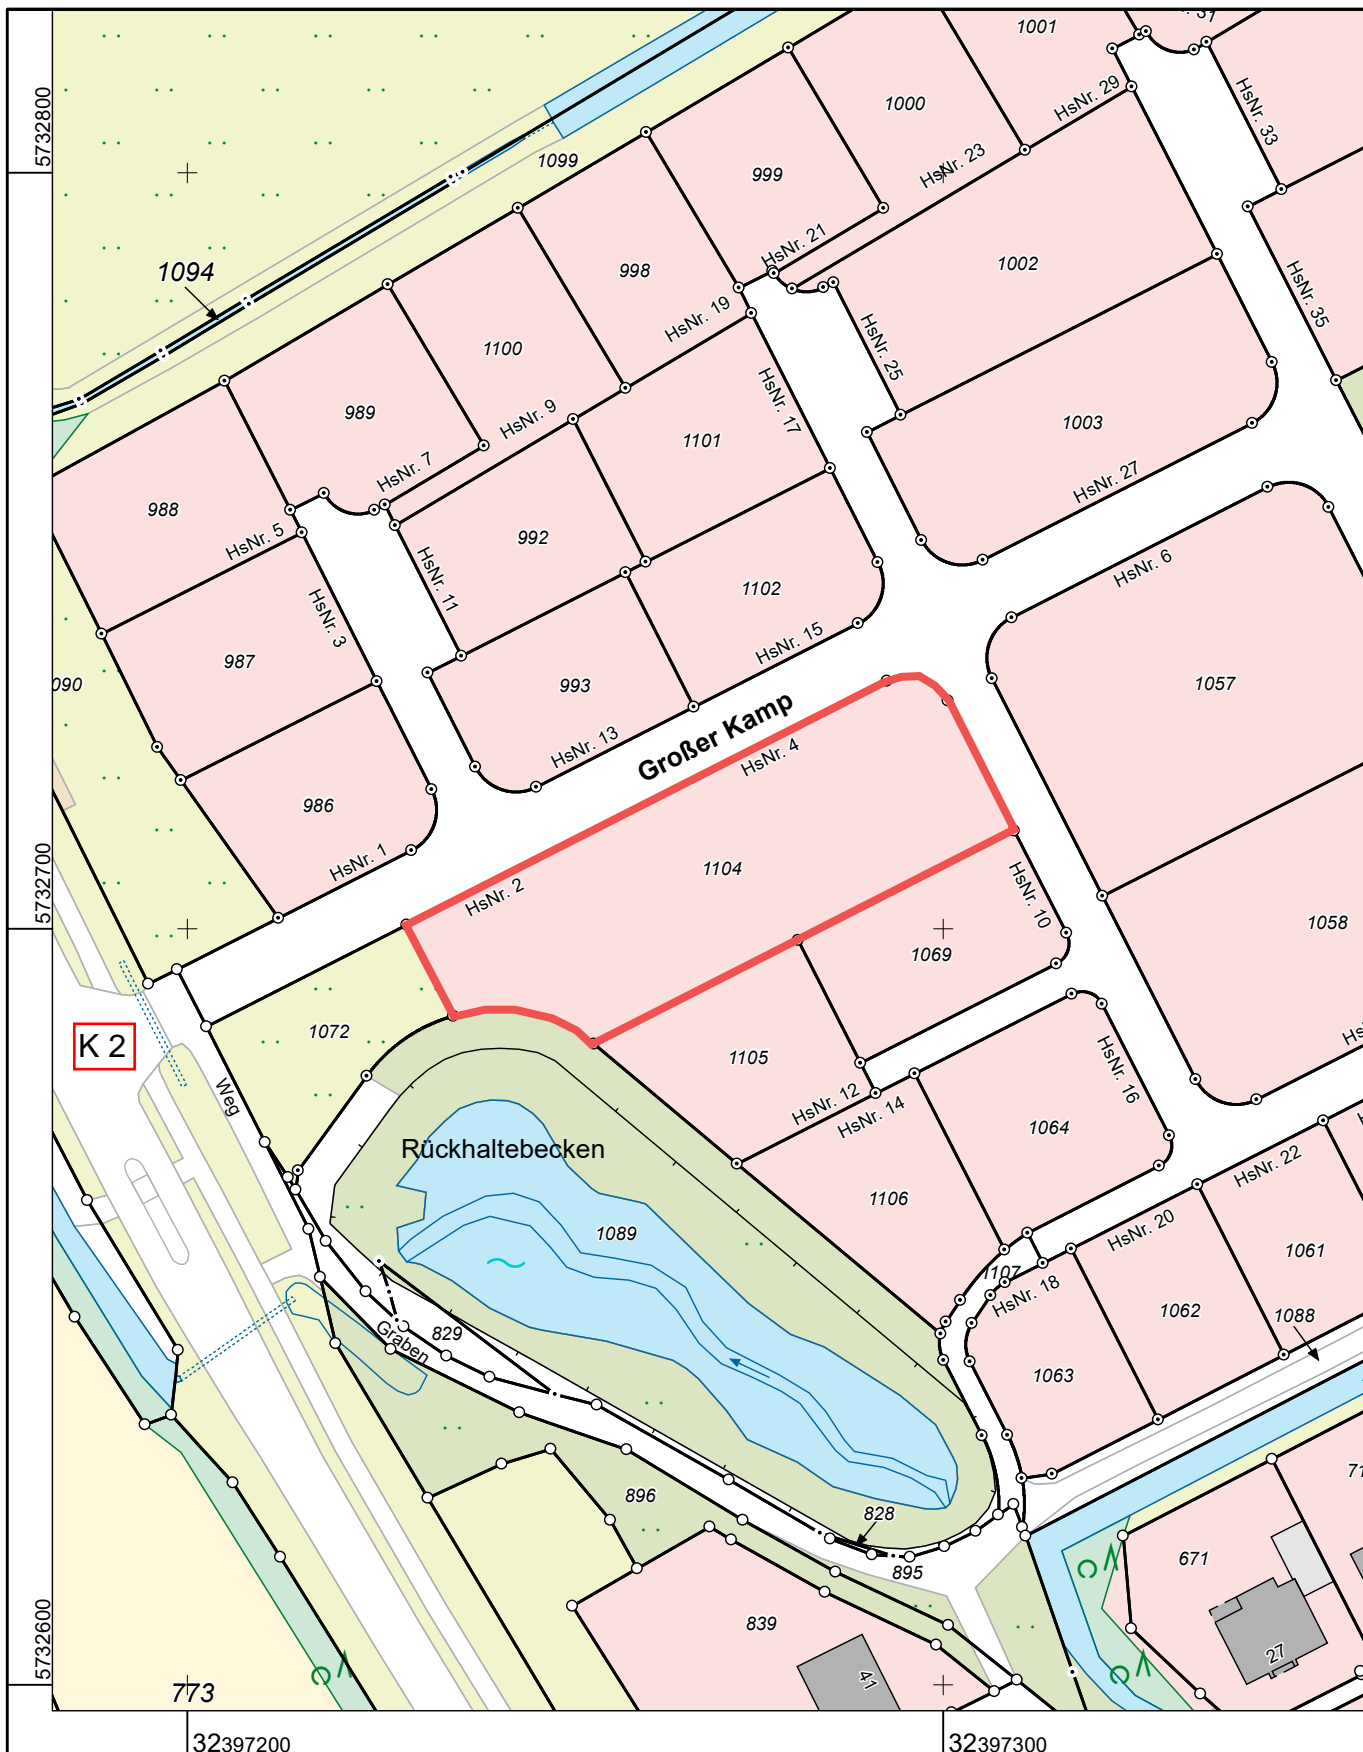 1001
31
5732800
1000
HsNr. 29
HsNr. 33
1099
999
HsNr. 23
HsNr. 21
1094
998
1002
HsNr. 19
HsNr. 35
1100
HsNr. 25
989
HsNr. 9
HsNr. 17
1101
1003
HsNr. 7
HsNr. 27
988
HsNr. 5
992
HsNr. 11
HsNr. 6
1102
HsNr. 3
HsNr. 15
987
090
993
1057
Großer Kamp
HsNr. 13
HsNr. 4
986
HsNr. 1
1104
5732700
HsNr. 2
HsNr. 10
1058
1069
1072
K 2
1105
HsNr. 16
Weg
HsNr. 12
HsNr. 14
1064
Rückhaltebecken
HsNr. 22
1106
1089
HsNr. 20
1061
1107
HsNr. 18
1062
1088
829
Graben
1063
896
828
895
671
839
5732600
41
27
773
32397200
32397300